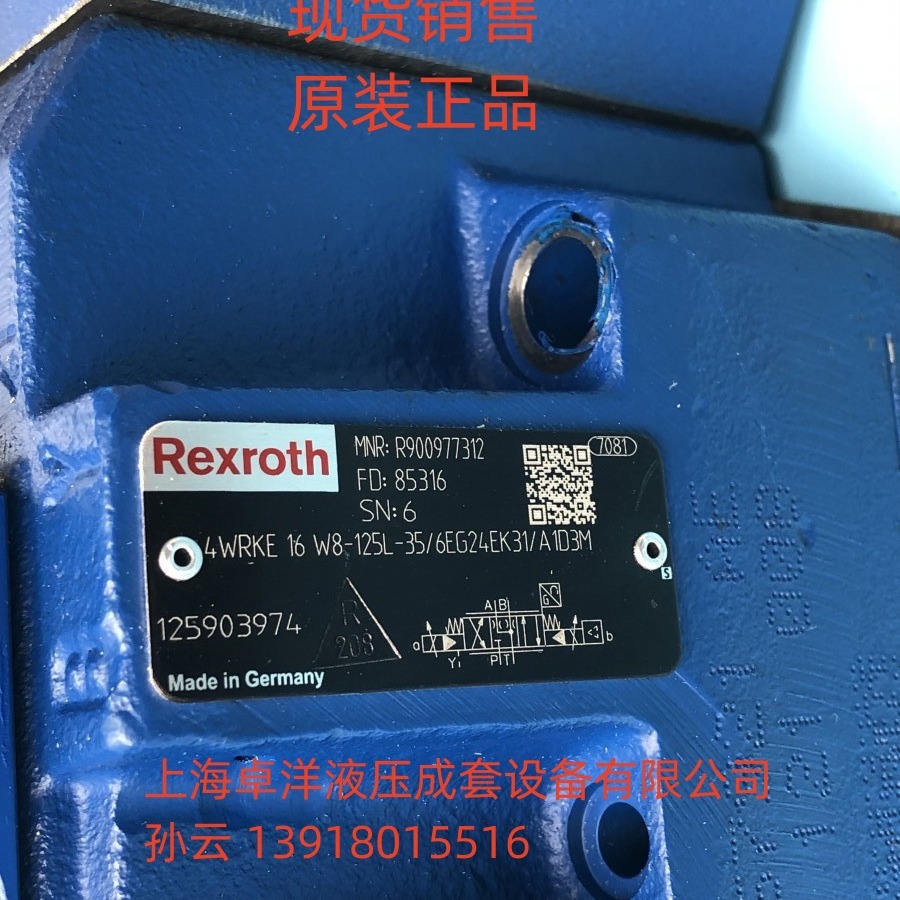 现货销售
原装正品
Rexroth
MNR: R900977312
7081
FD: 85316
SN: 6
4WRKE 16 W8-125L-35/6EG24EK31/A1D3M
S
125903974
R
208
A B
a
b
Y
P T
Made in Germany
上海卓洋液压成套设备有限公司
孙云 13918015516